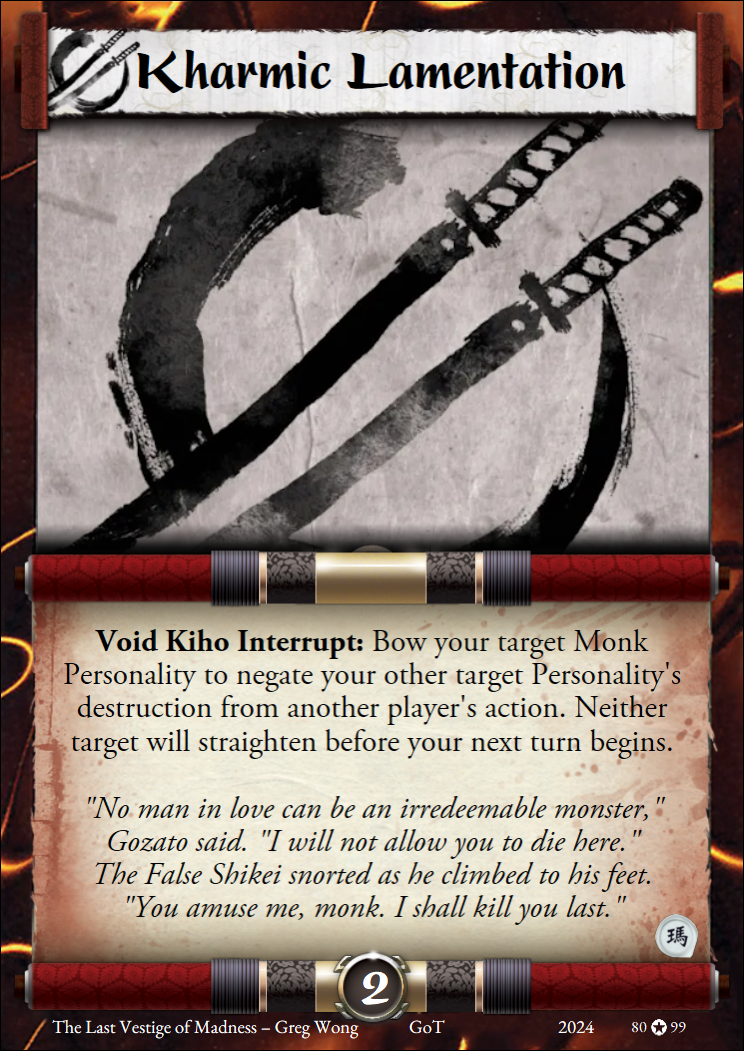 Kharmic Lamentation
Void Kiho Interrupt: Bow your target Monk
Personality to negate your other target Personality's
destruction from another player's action. Neither
target will straighten before your next turn begins.
"No man in love can be an irredeemable monster,"
Gozato said. "I will not allow you to die here."
The False Shikei snorted as he climbed to his feet.
"You amuse me, monk. I shall kill you last."
瑪
2
The Last Vestige of Madness – Greg Wong GoT 2024 80 ✪ 99